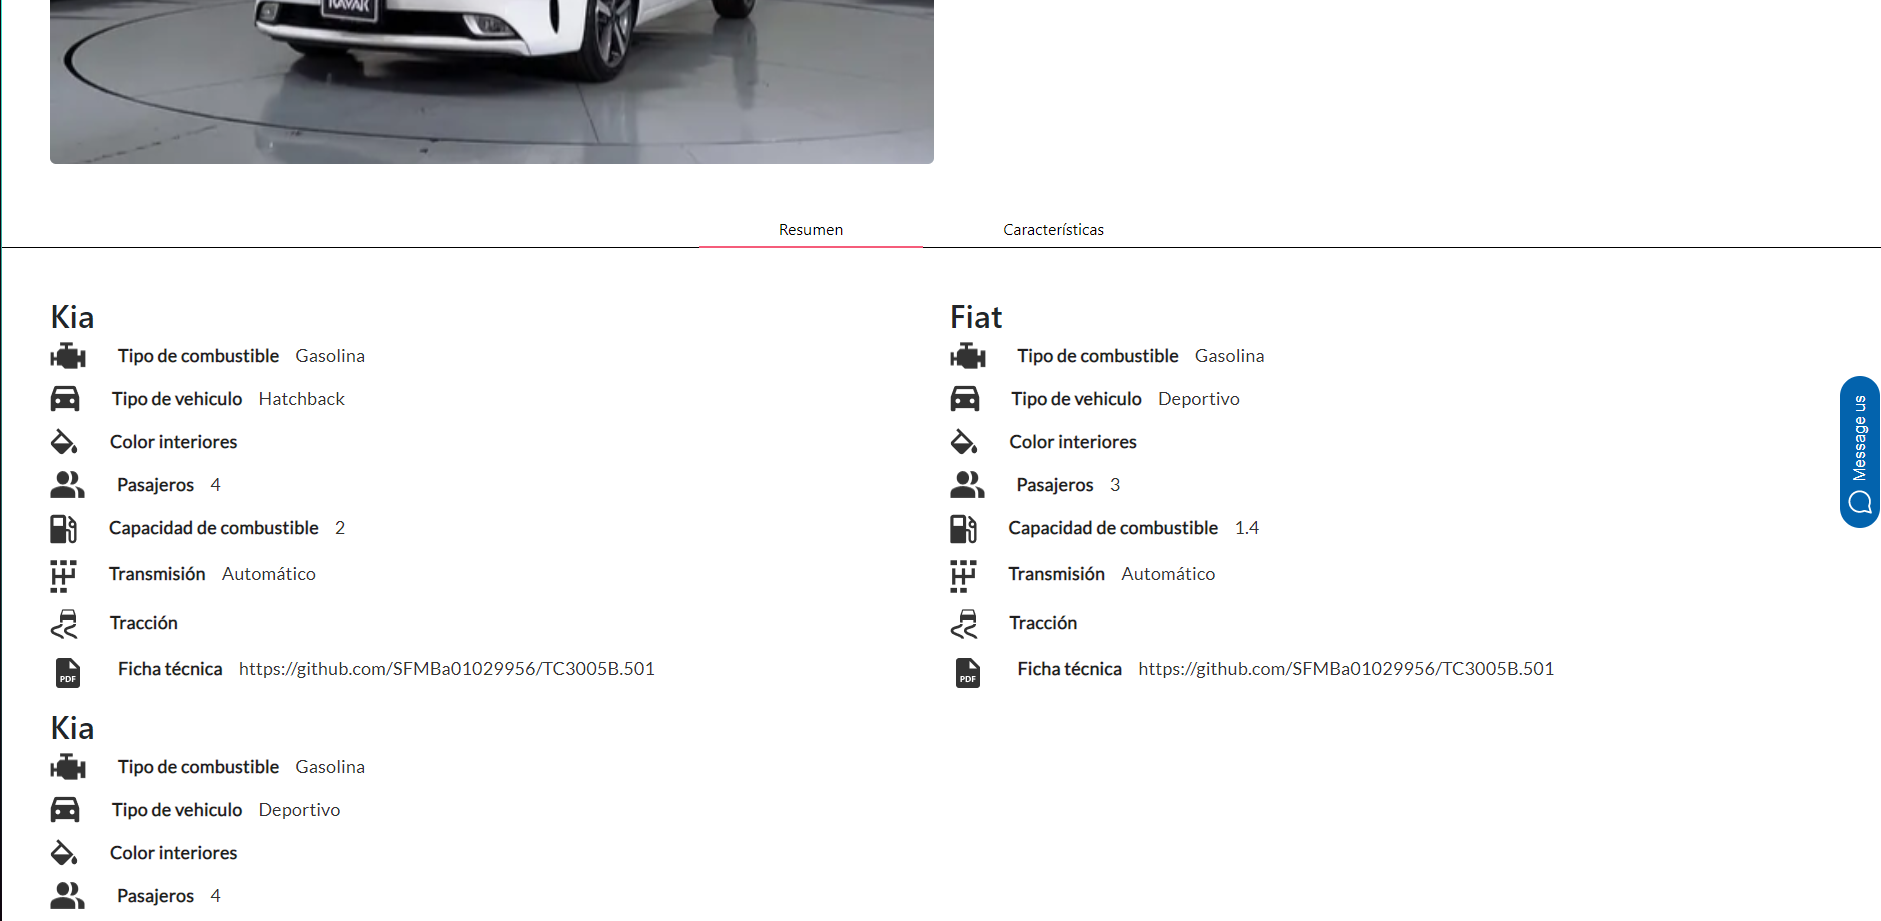 KAVAK
Resumen
Características
Kia
Tipo de combustible Gasolina
Tipo de vehiculo Hatchback
Color interiores
Pasajeros 4
Capacidad de combustible 2
Transmisión Automático
Tracción
PDF Ficha técnica https://github.com/SFMBa01029956/TC3005B.501
Fiat
Tipo de combustible Gasolina
Tipo de vehiculo Deportivo
Color interiores
Pasajeros 3
Capacidad de combustible 1.4
Transmisión Automático
Tracción
PDF Ficha técnica https://github.com/SFMBa01029956/TC3005B.501
Kia
Tipo de combustible Gasolina
Tipo de vehiculo Deportivo
Color interiores
Pasajeros 4
Message us